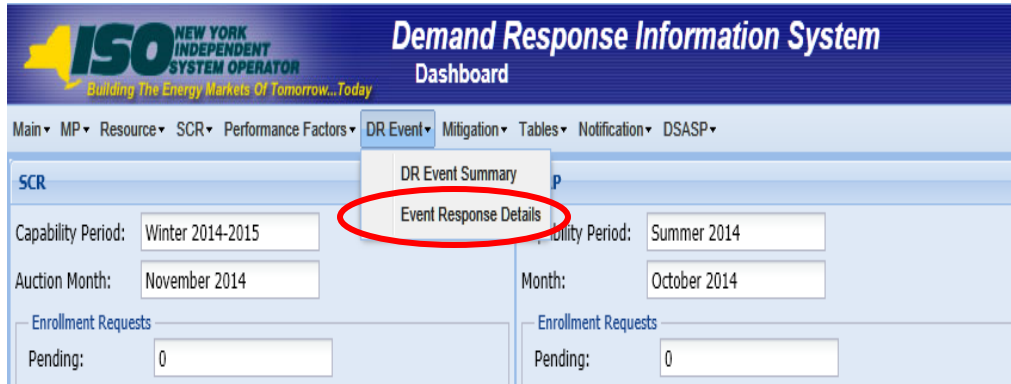 ISO NEW YORK
INDEPENDENT
SYSTEM OPERATOR
Building The Energy Markets Of Tomorrow...Today
Demand Response Information System
Dashboard
Main MP Resource SCR Performance Factors DR Event Mitigation Tables Notification DSASP
DR Event Summary
Event Response Details
SCR
Capability Period: Winter 2014-2015
Auction Month: November 2014
Enrollment Requests
Pending: 0
P
bility Period: Summer 2014
Month: October 2014
Enrollment Requests
Pending: 0